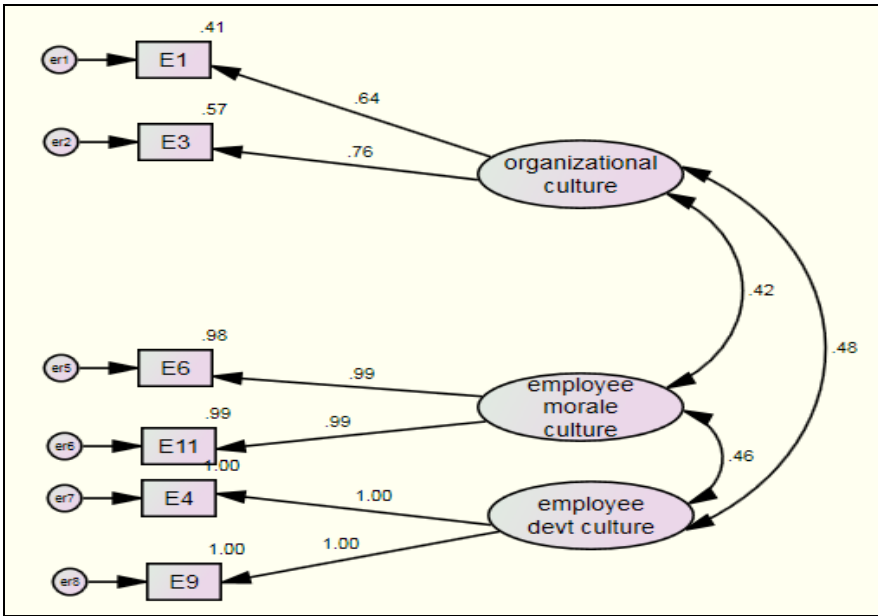 .41
er1
E1
.64
.57
er2
E3
.76
organizational
culture
.42
.48
.98
er5
E6
.99
employee
morale
culture
.99
er6
E11
.99
.46
1.00
er7
E4
1.00
employee
devt culture
1.00
1.00
er8
E9